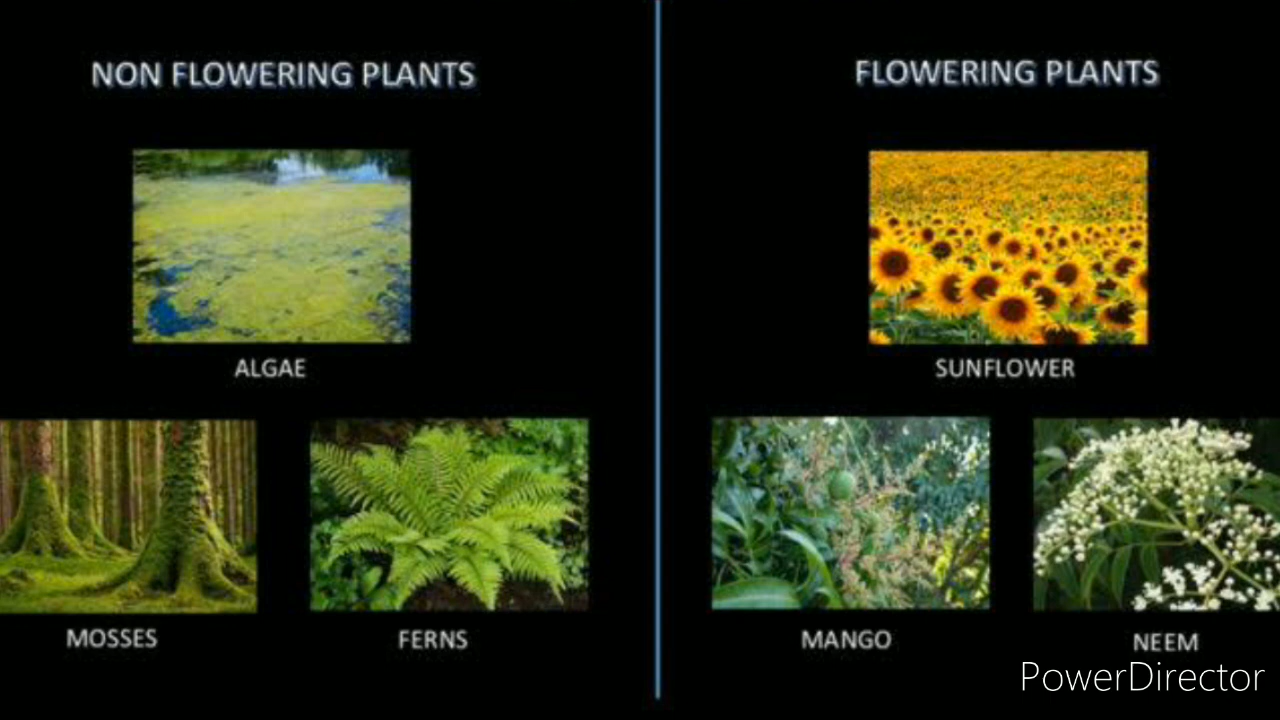 NON FLOWERING PLANTS
ALGAE
MOSSES
FERNS
FLOWERING PLANTS
SUNFLOWER
MANGO
NEEM
PowerDirector